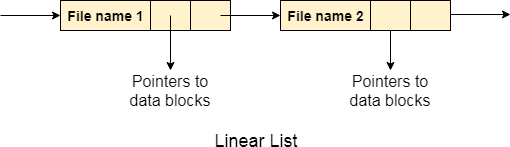 File name 1
File name 2
Pointers to
data blocks
Pointers to
data blocks
Linear List